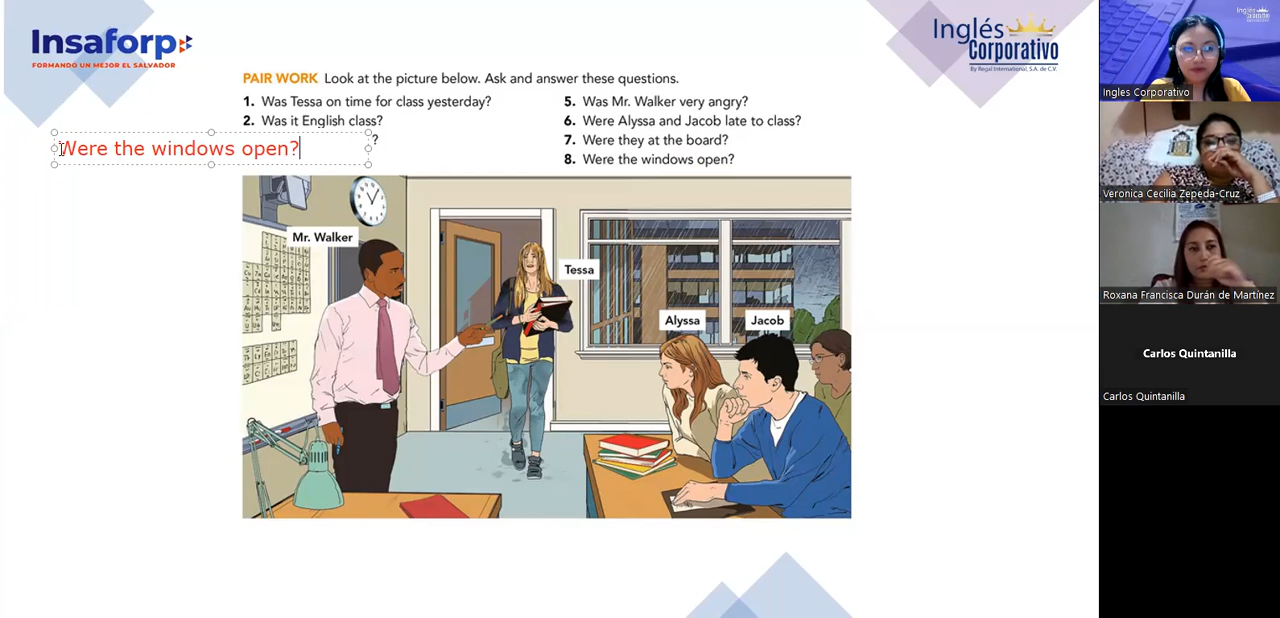 Insaforp
FORMANDO UN MEJOR EL SALVADOR
Inglés
Corporativo
By Regal International, S.A. de C.V.
PAIR WORK Look at the picture below. Ask and answer these questions.
1. Was Tessa on time for class yesterday?
2. Was it English class?
?
Were the windows open?
5. Was Mr. Walker very angry?
6. Were Alyssa and Jacob late to class?
7. Were they at the board?
8. Were the windows open?
Mr. Walker
Tessa
Alyssa
Jacob
Ingles Corporativo
Veronica Cecilia Zepeda-Cruz
Roxana Francisca Durán de Martínez
Carlos Quintanilla
Carlos Quintanilla